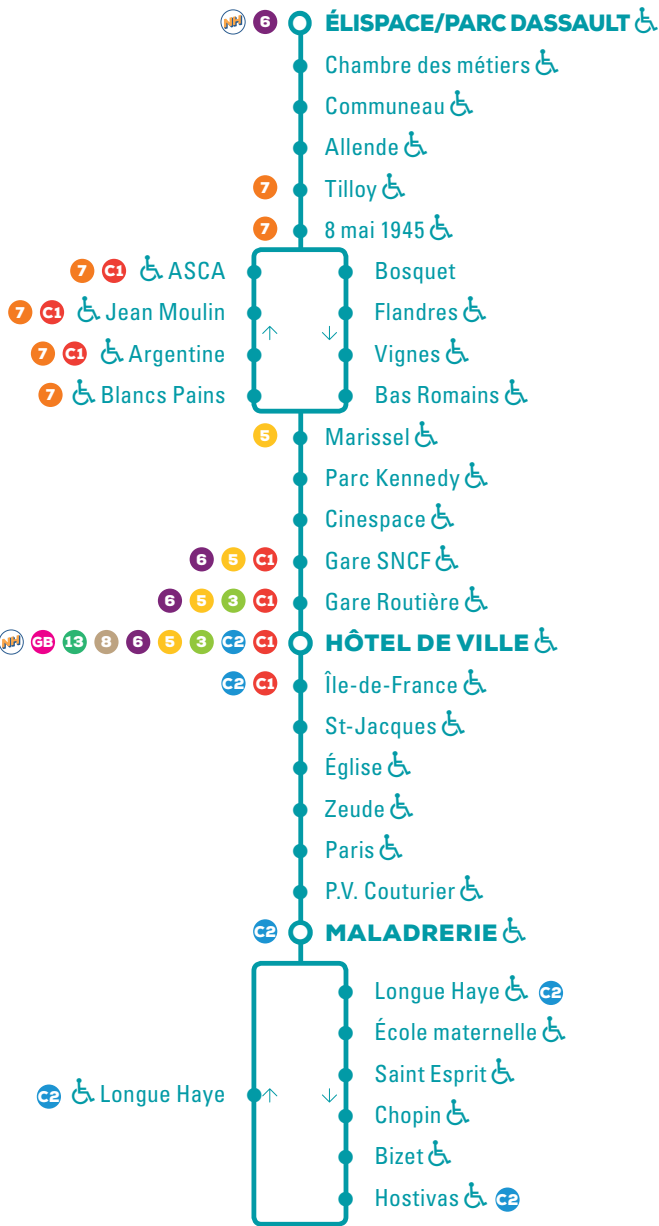 NH 6 ÉLISPACE/PARC DASSAULT
Chambre des métiers
Communeau
Allende
7 Tilloy
7 8 mai 1945
7 C1 ASCA
Bosquet
7 C1 Jean Moulin
Flandres
7 C1 Argentine
Vignes
7 Blancs Pains
Bas Romains
5 Marissel
Parc Kennedy
Cinespace
6 5 C1 Gare SNCF
6 5 3 C1 Gare Routière
NH GB 13 8 6 5 3 C2 C1 HÔTEL DE VILLE
C2 C1 Île-de-France
St-Jacques
Église
Zeude
Paris
P.V. Couturier
C2 MALADRERIE
Longue Haye C2
École maternelle
Saint Esprit
C2 Longue Haye
Chopin
Bizet
Hostivas C2